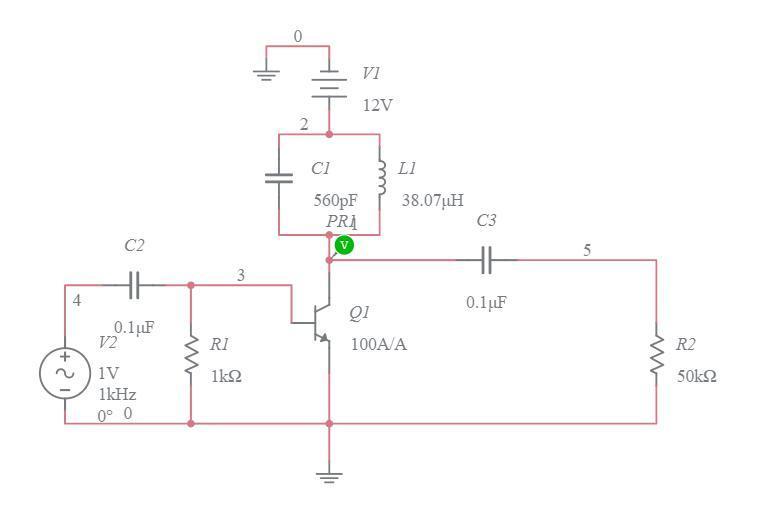 0
V1
12V
2
C1
L1
560pF
38.07μH
PR1
1
C3
V
C2
5
3
4
0.1μF
Q1
0.1μF
V2
R1
100A/A
R2
1V
1kΩ
50kΩ
1kHz
0° 0